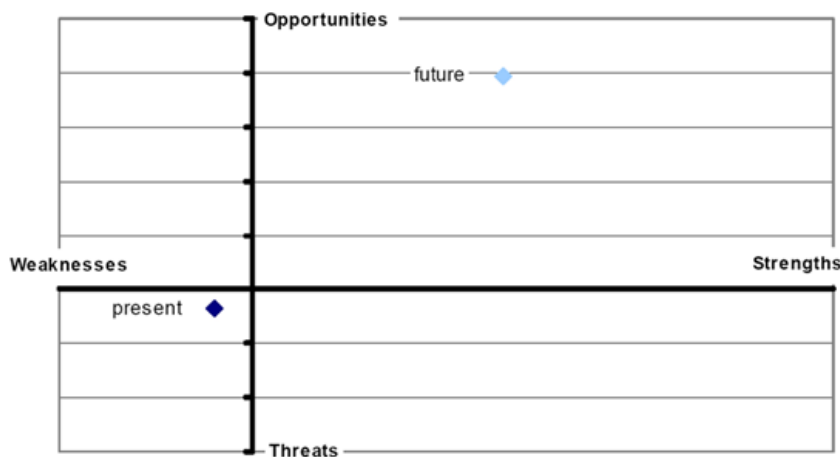 Opportunities
future
Weaknesses
Strengths
present
Threats